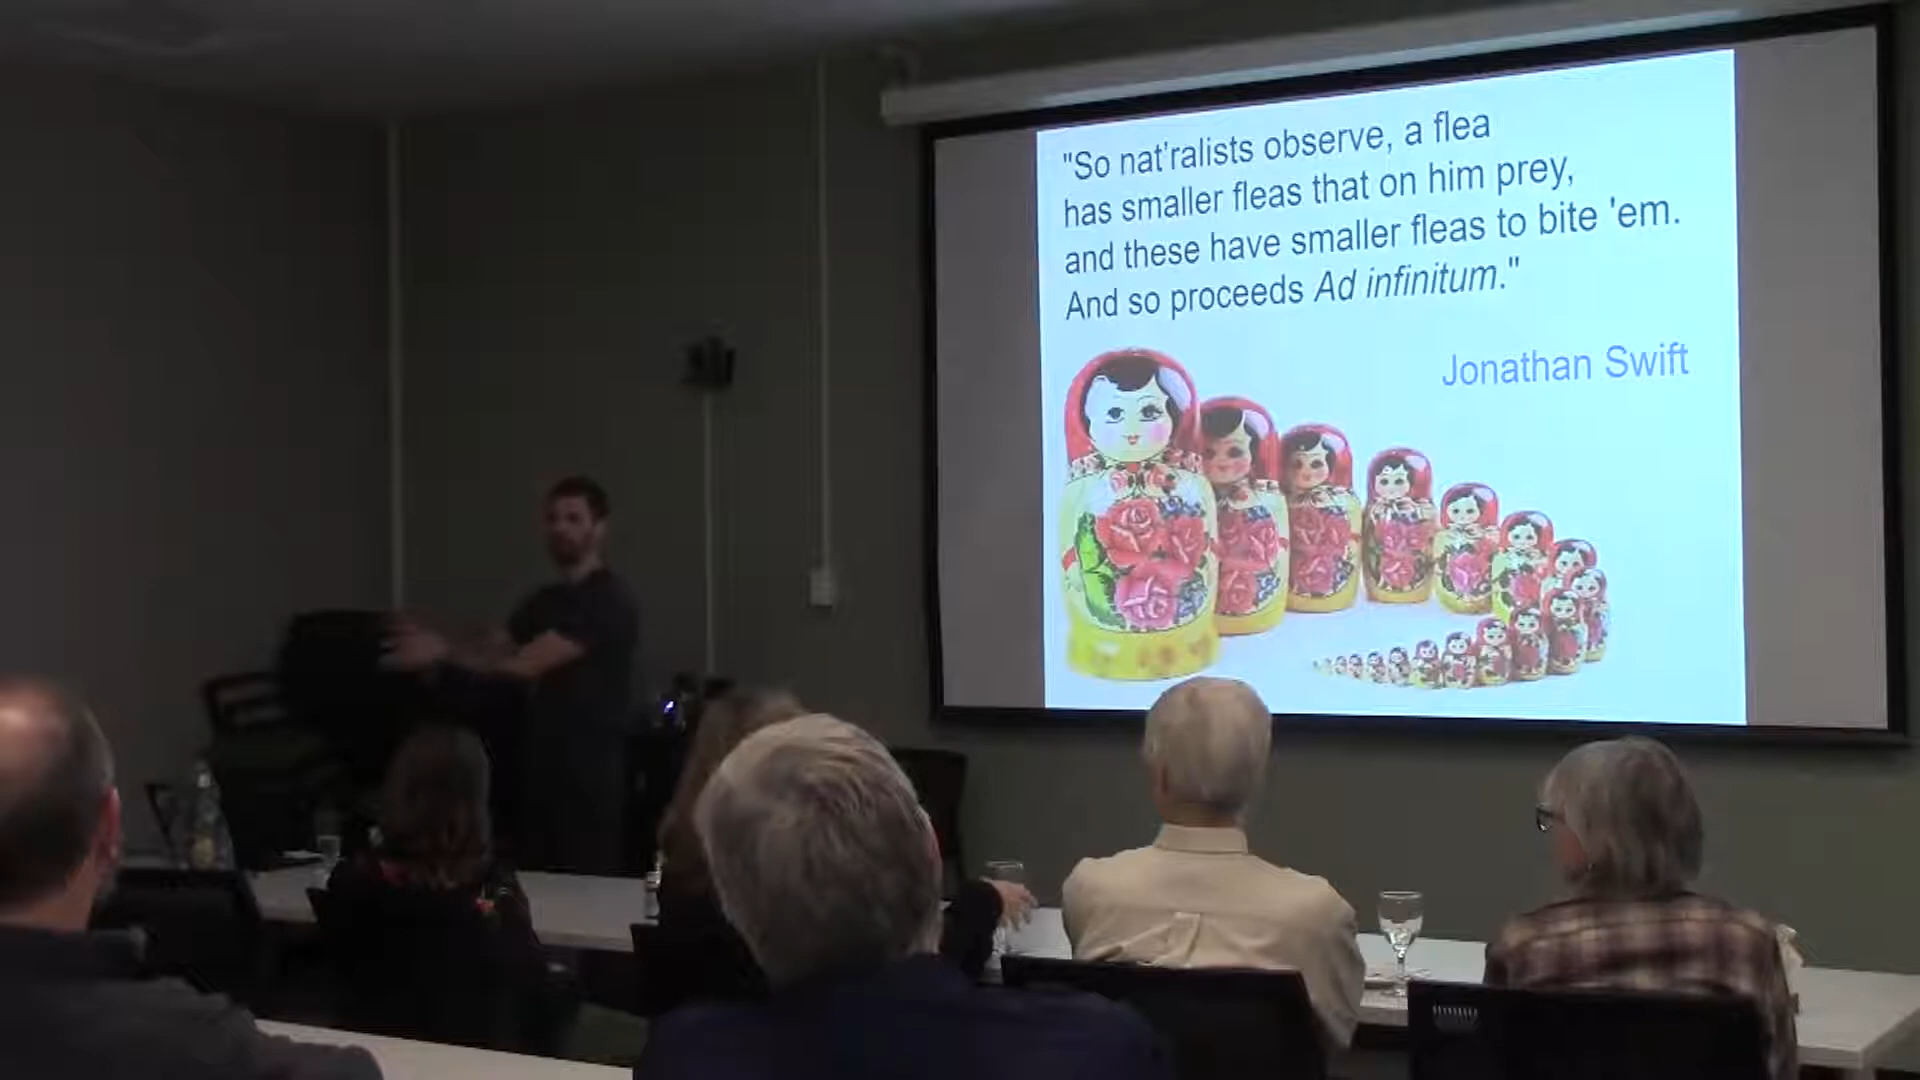 "So nat'ralists observe, a flea
has smaller fleas that on him prey,
and these have smaller fleas to bite 'em.
And so proceeds Ad infinitum."
Jonathan Swift